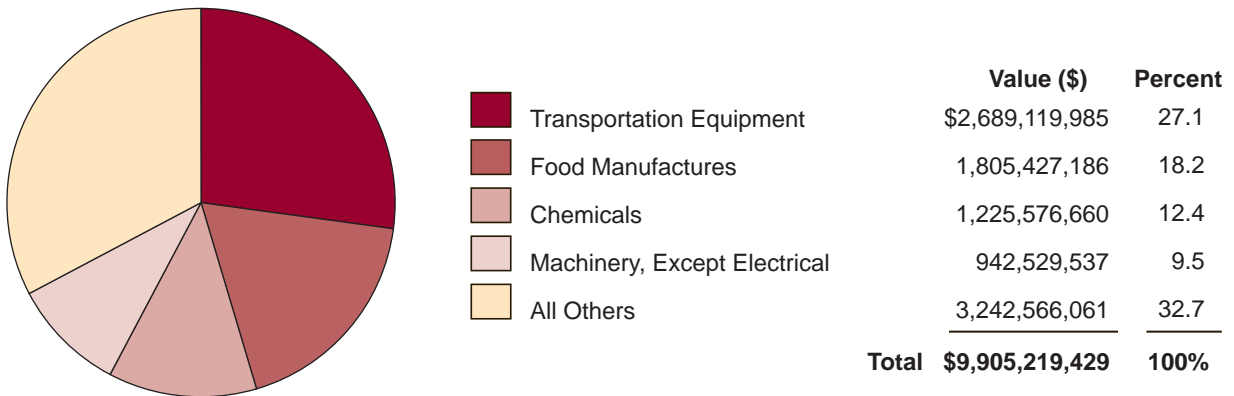 Value ($) Percent
Transportation Equipment $2,689,119,985 27.1
Food Manufactures 1,805,427,186 18.2
Chemicals 1,225,576,660 12.4
Machinery, Except Electrical 942,529,537 9.5
All Others 3,242,566,061 32.7
Total $9,905,219,429 100%